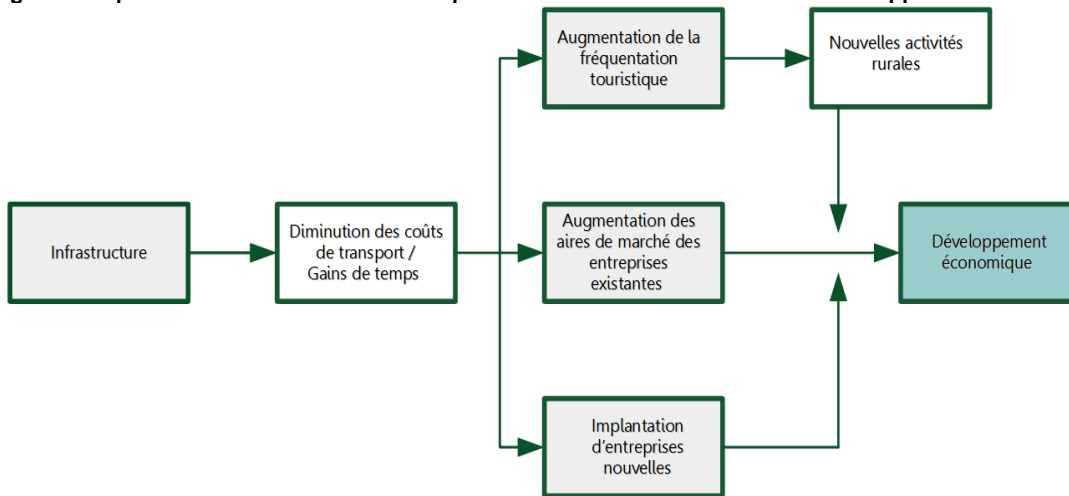 Augmentation de la
fréquentation
touristique
Nouvelles activités
rurales
Infrastructure
Diminution des coûts
de transport /
Gains de temps
Augmentation des
aires de marché des
entreprises
existantes
Développement
économique
Implantation
d'entreprises
nouvelles